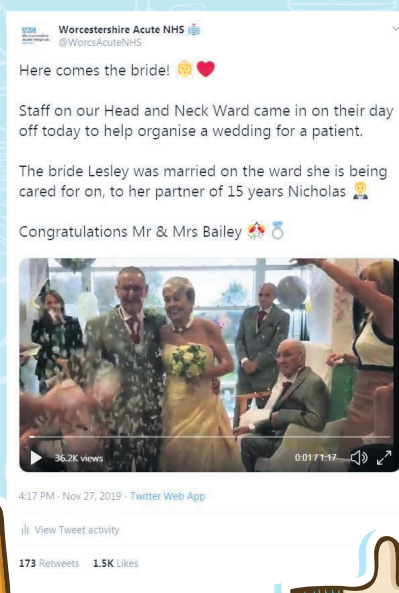 Worcestershire Acute NHS
@WorcsAcuteNHS
Here comes the bride! 👰❤️
Staff on our Head and Neck Ward came in on their day
off today to help organise a wedding for a patient.
The bride Lesley was married on the ward she is being
cared for on, to her partner of 15 years Nicholas 🤵
Congratulations Mr & Mrs Bailey 🎊 💍
36.2K views
0:01 / 1:17
4:17 PM · Nov 27, 2019 · Twitter Web App
View Tweet activity
173 Retweets 1.5K Likes